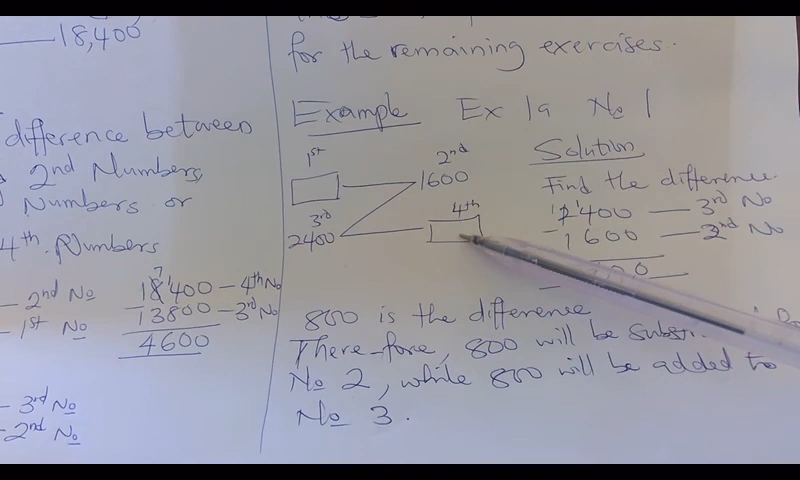 18,400
difference between
2nd Numbers,
Numbers or
4th Numbers
— 2nd No
— 1st No
18400 — 4th No
13800 — 3rd No
4600
— 3rd No
— 2nd No
for the remaining exercises.
Example Ex 1a No 1
1st 2nd
1600
3rd 4th
2400
Solution
Find the difference.
2400 — 3rd No
- 1600 — 2nd No
800 is the difference
There-fore, 800 will be
No 2, while 800 will be added to
No 3.